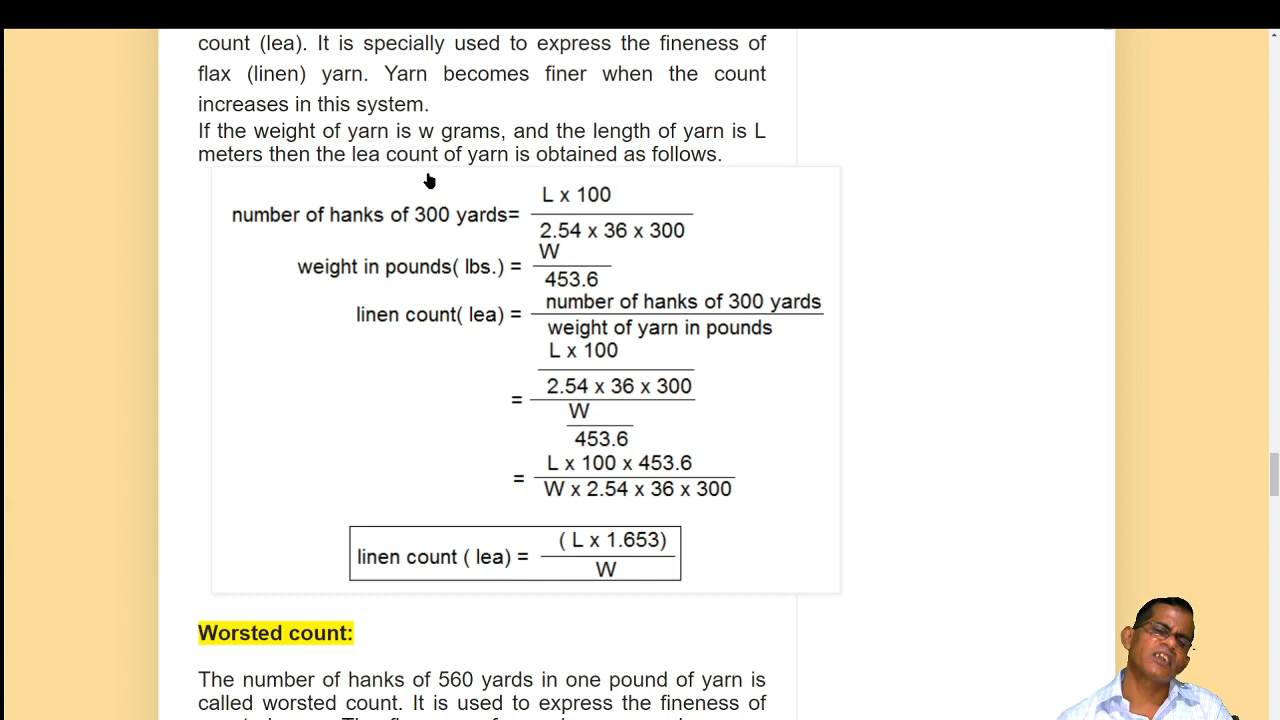 count (lea). It is specially used to express the fineness of
flax (linen) yarn. Yarn becomes finer when the count
increases in this system.
If the weight of yarn is w grams, and the length of yarn is L
meters then the lea count of yarn is obtained as follows.
L x 100
number of hanks of 300 yards=
2.54 x 36 x 300
W
weight in pounds( lbs.) =
453.6
number of hanks of 300 yards
linen count( lea) =
weight of yarn in pounds
L x 100
2.54 x 36 x 300
=
W
453.6
L x 100 x 453.6
=
W x 2.54 x 36 x 300
( L x 1.653)
linen count ( lea) =
W
Worsted count:
The number of hanks of 560 yards in one pound of yarn is
called worsted count. It is used to express the fineness of